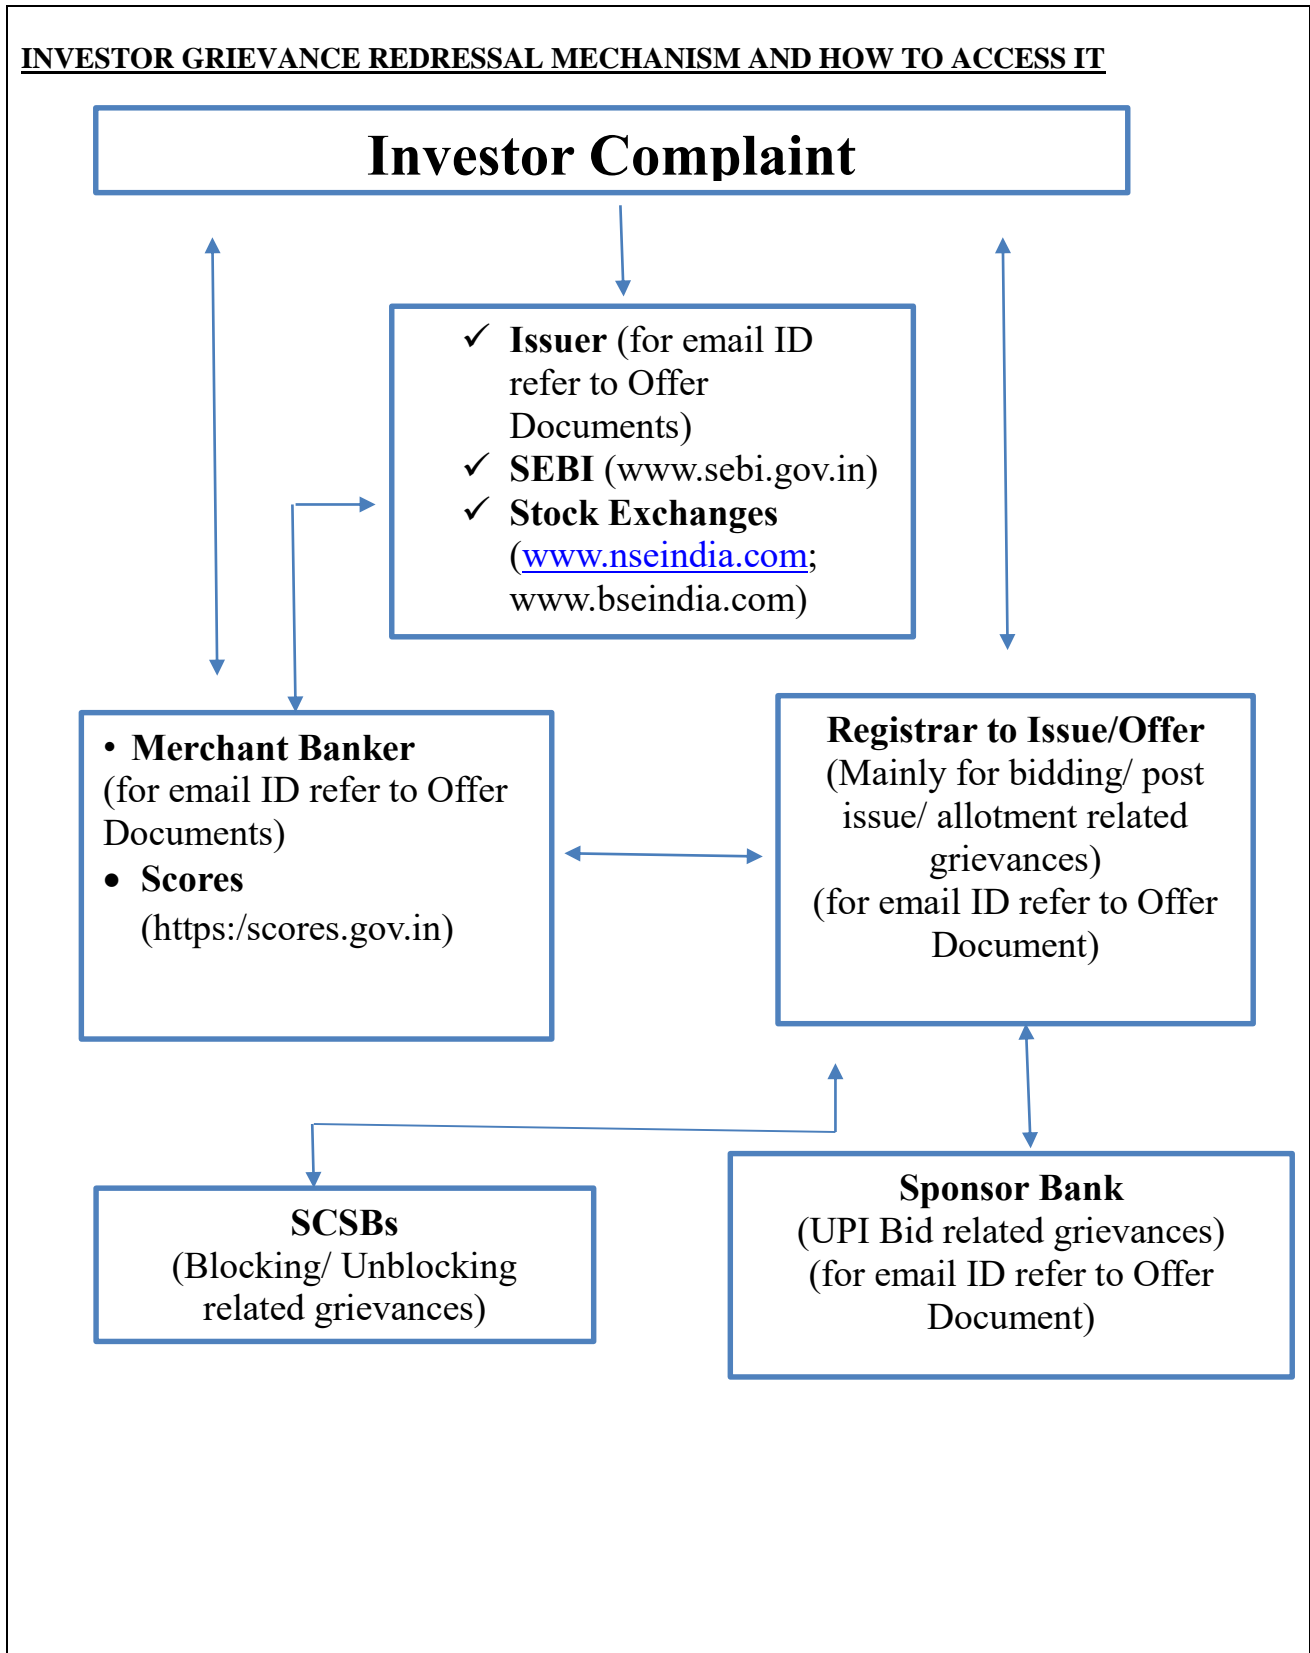 INVESTOR GRIEVANCE REDRESSAL MECHANISM AND HOW TO ACCESS IT
Investor Complaint
✓ Issuer (for email ID
refer to Offer
Documents)
✓ SEBI (www.sebi.gov.in)
✓ Stock Exchanges
(www.nseindia.com;
www.bseindia.com)
• Merchant Banker
(for email ID refer to Offer
Documents)
• Scores
(https:/scores.gov.in)
Registrar to Issue/Offer
(Mainly for bidding/ post
issue/ allotment related
grievances)
(for email ID refer to Offer
Document)
SCSBs
(Blocking/ Unblocking
related grievances)
Sponsor Bank
(UPI Bid related grievances)
(for email ID refer to Offer
Document)